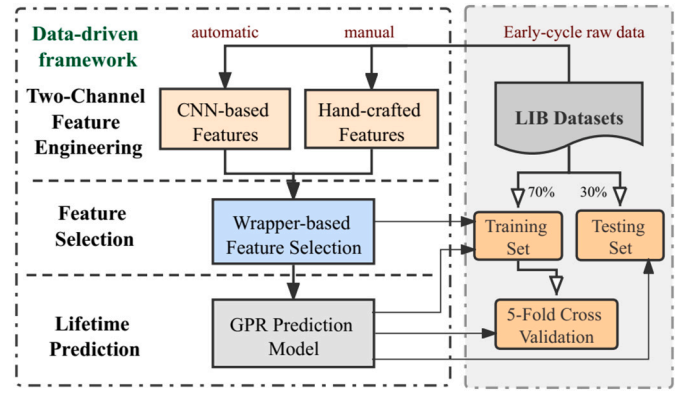 Data-driven
framework
automatic
manual
Early-cycle raw data
Two-Channel
Feature
Engineering
CNN-based
Features
Hand-crafted
Features
LIB Datasets
70%
30%
Feature
Selection
Wrapper-based
Feature Selection
Training
Set
Testing
Set
Lifetime
Prediction
GPR Prediction
Model
5-Fold Cross
Validation